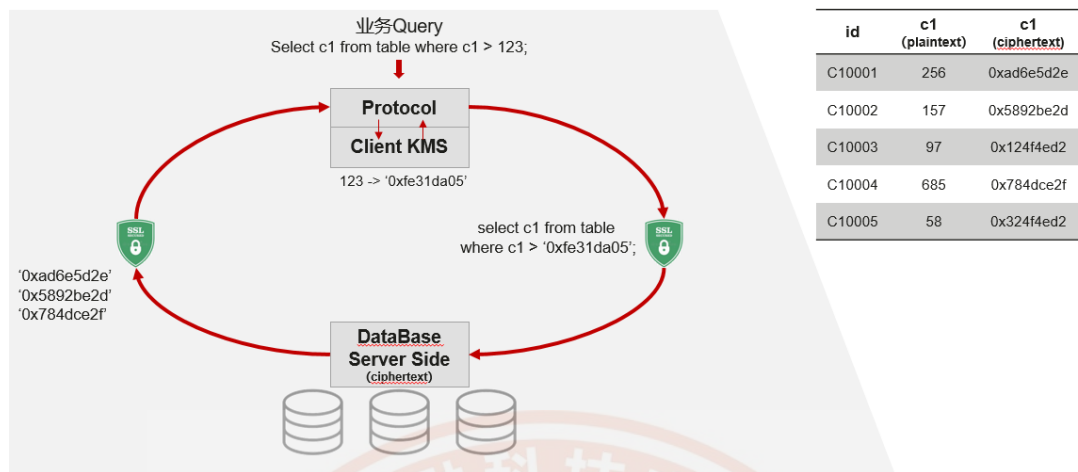 业务Query
Select c1 from table where c1 > 123;
Protocol
Client KMS
123 -> ‘0xfe31da05’
SSL
select c1 from table
where c1 > ‘0xfe31da05’;
SSL
‘0xad6e5d2e’
‘0x5892be2d’
‘0x784dce2f’
DataBase
Server Side
(ciphertext)
id c1 (plaintext) c1 (ciphertext)
C10001 256 0xad6e5d2e
C10002 157 0x5892be2d
C10003 97 0x124f4ed2
C10004 685 0x784dce2f
C10005 58 0x324f4ed2